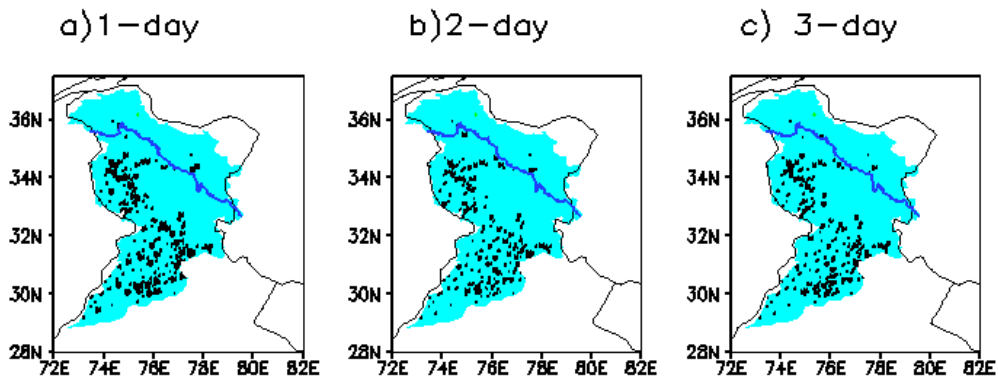 a)1-day b)2-day c) 3-day
36N 36N 36N
34N 34N 34N
32N 32N 32N
30N 30N 30N
28N 28N 28N
72E 74E 76E 78E 80E 82E 72E 74E 76E 78E 80E 82E 72E 74E 76E 78E 80E 82E